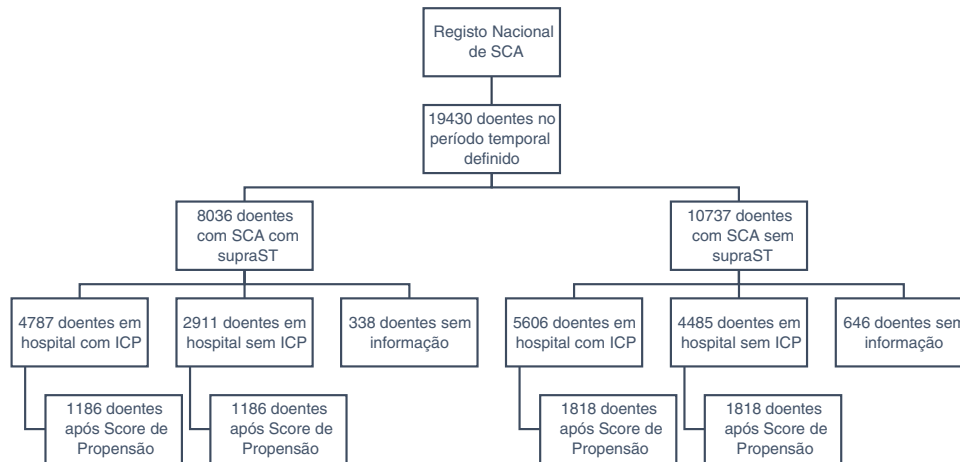 Registo Nacional
de SCA
19430 doentes no
período temporal
definido
8036 doentes
com SCA com
supraST
10737 doentes
com SCA sem
supraST
4787 doentes em
hospital com ICP
2911 doentes em
hospital sem ICP
338 doentes sem
informação
5606 doentes em
hospital com ICP
4485 doentes em
hospital sem ICP
646 doentes sem
informação
1186 doentes
após Score de
Propensão
1186 doentes
após Score de
Propensão
1818 doentes
após Score de
Propensão
1818 doentes
após Score de
Propensão